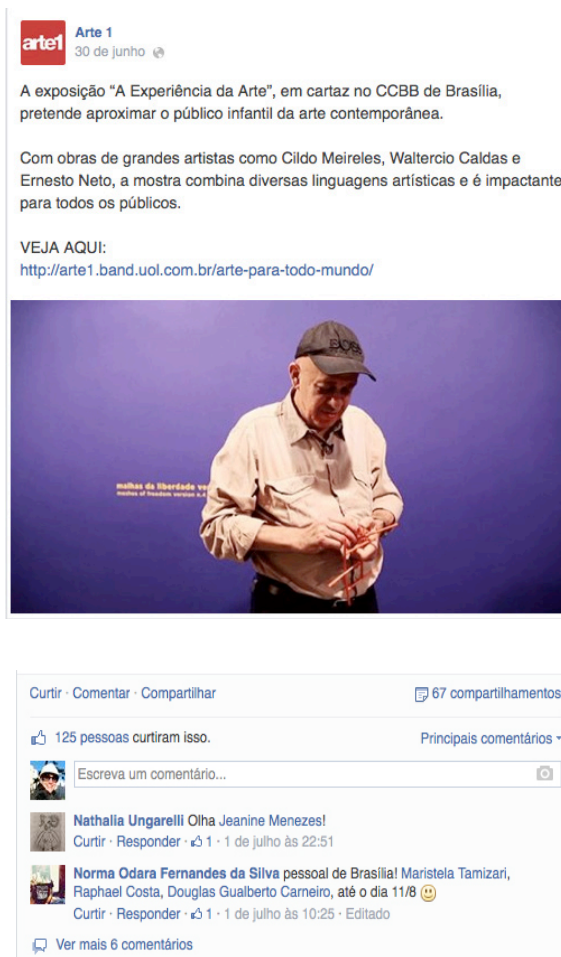 arte1
Arte 1
30 de junho
A exposição “A Experiência da Arte”, em cartaz no CCBB de Brasília,
pretende aproximar o público infantil da arte contemporânea.
Com obras de grandes artistas como Cildo Meireles, Waltercio Caldas e
Ernesto Neto, a mostra combina diversas linguagens artísticas e é impactante
para todos os públicos.
VEJA AQUI:
http://arte1.band.uol.com.br/arte-para-todo-mundo/
malhas da liberdade
meshes of freedom version
Curtir · Comentar · Compartilhar
67 compartilhamentos
125 pessoas curtiram isso.
Principais comentários
Escreva um comentário...
Nathalia Ungarelli Olha Jeanine Menezes!
Curtir · Responder · 1 · 1 de julho às 22:51
Norma Odara Fernandes da Silva pessoal de Brasília! Maristela Tamizari,
Raphael Costa, Douglas Gualberto Carneiro, até o dia 11/8
Curtir · Responder · 1 · 1 de julho às 10:25 · Editado
Ver mais 6 comentários